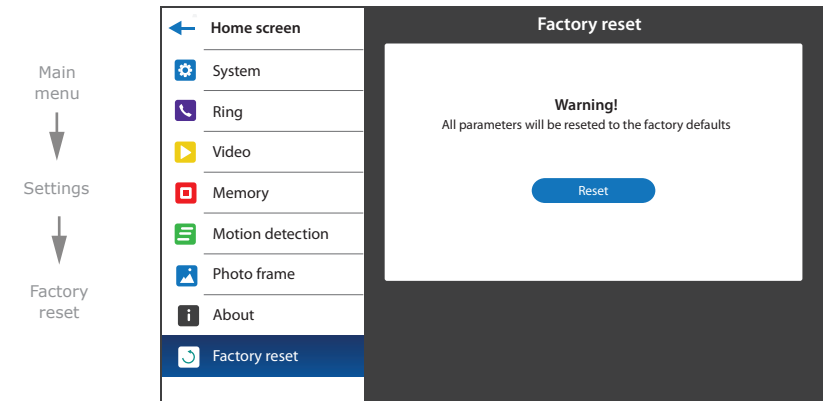 Main
menu
Settings
Factory
reset
Home screen
System
Ring
Video
Memory
Motion detection
Photo frame
About
Factory reset
Factory reset
Warning!
All parameters will be reseted to the factory defaults
Reset